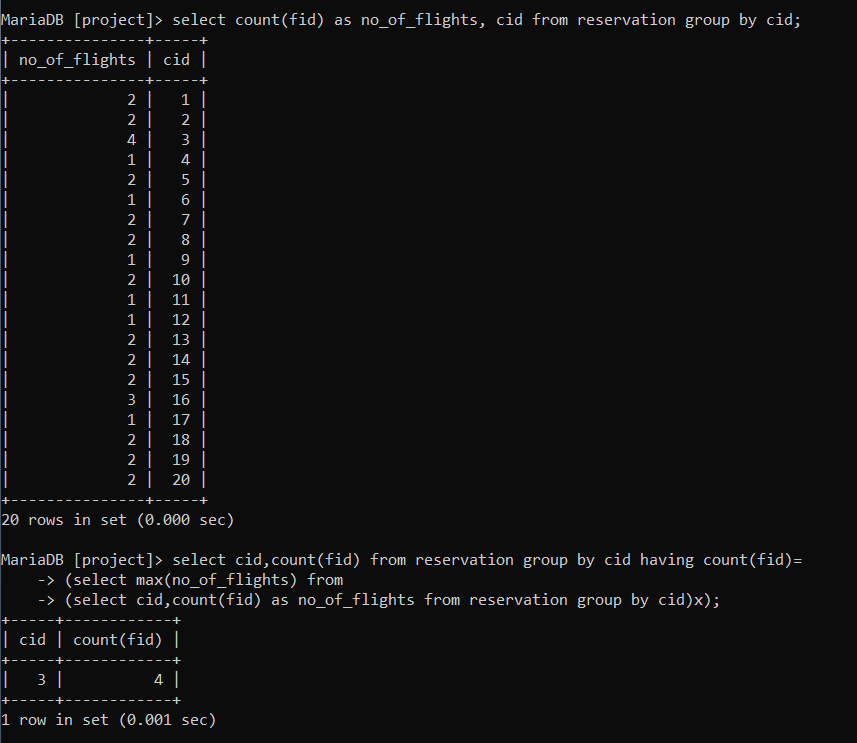 MariaDB [project]> select count(fid) as no_of_flights, cid from reservation group by cid;
+---------------+-----+
| no_of_flights | cid |
+---------------+-----+
|             2 |   1 |
|             2 |   2 |
|             4 |   3 |
|             1 |   4 |
|             2 |   5 |
|             1 |   6 |
|             2 |   7 |
|             2 |   8 |
|             1 |   9 |
|             2 |  10 |
|             1 |  11 |
|             1 |  12 |
|             2 |  13 |
|             2 |  14 |
|             2 |  15 |
|             3 |  16 |
|             1 |  17 |
|             2 |  18 |
|             2 |  19 |
|             2 |  20 |
+---------------+-----+
20 rows in set (0.000 sec)

MariaDB [project]> select cid,count(fid) from reservation group by cid having count(fid)=
    -> (select max(no_of_flights) from
    -> (select cid,count(fid) as no_of_flights from reservation group by cid)x);
+-----+------------+
| cid | count(fid) |
+-----+------------+
|   3 |          4 |
+-----+------------+
1 row in set (0.001 sec)